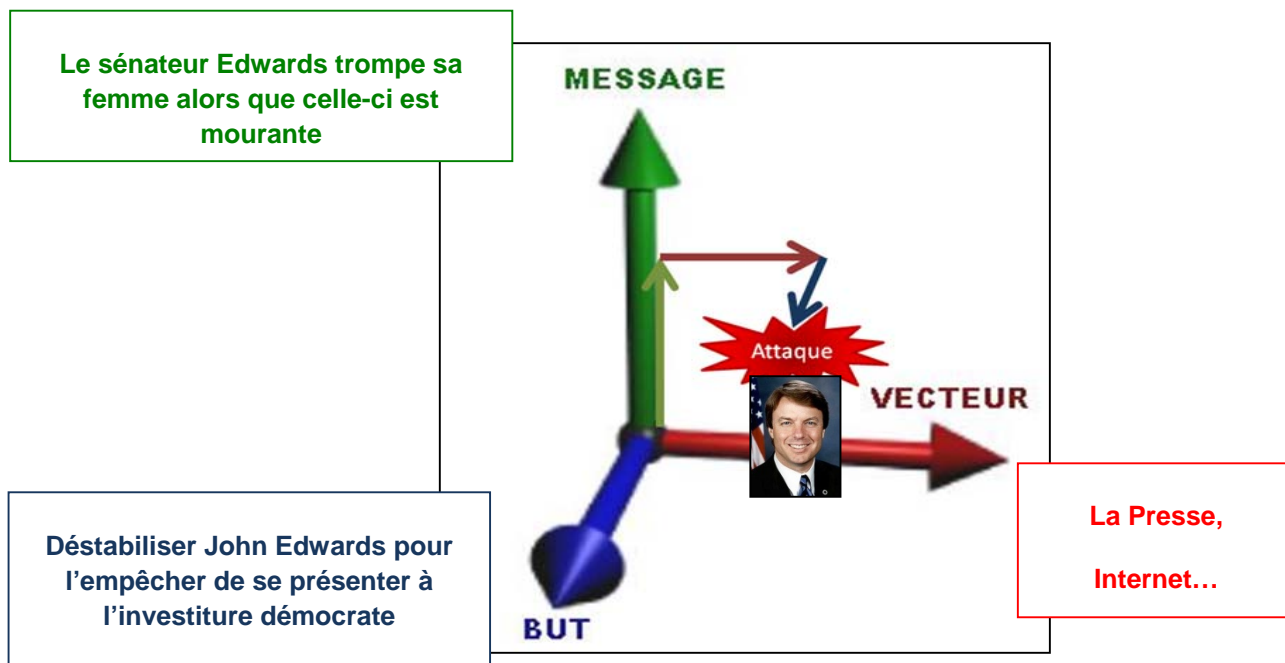 Le sénateur Edwards trompe sa
femme alors que celle-ci est
mourante
MESSAGE
Attaque
VECTEUR
La Presse,
Internet…
Déstabiliser John Edwards pour
l’empêcher de se présenter à
l’investiture démocrate
BUT